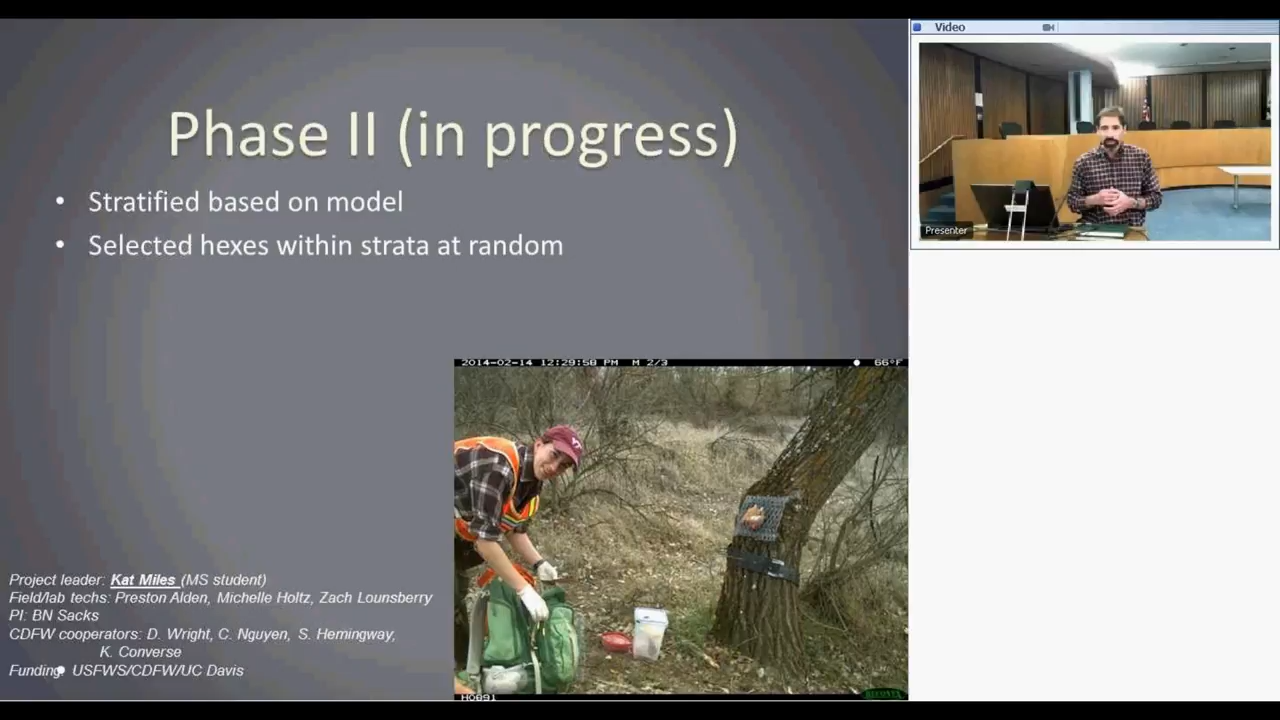 Phase II (in progress)
• Stratified based on model
• Selected hexes within strata at random
2014-02-14 12:29:58 PM M 2/3 66°F
Project leader: Kat Miles (MS student)
Field/lab techs: Preston Alden, Michelle Holtz, Zach Lounsberry
PI: BN Sacks
CDFW cooperators: D. Wright, C. Nguyen, S. Hemingway,
K. Converse
Funding: USFWS/CDFW/UC Davis
RECONYX
Video
Presenter